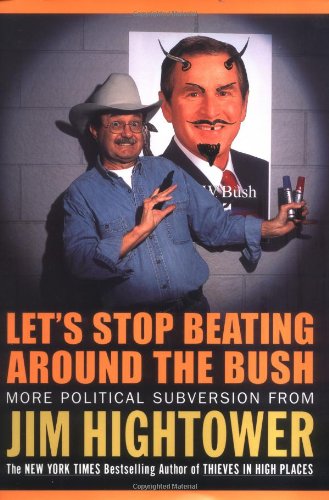 Bush
LET'S STOP BEATING
AROUND THE BUSH
MORE POLITICAL SUBVERSION FROM
JIM HIGHTOWER
The NEW YORK TIMES Bestselling Author of THIEVES IN HIGH PLACES